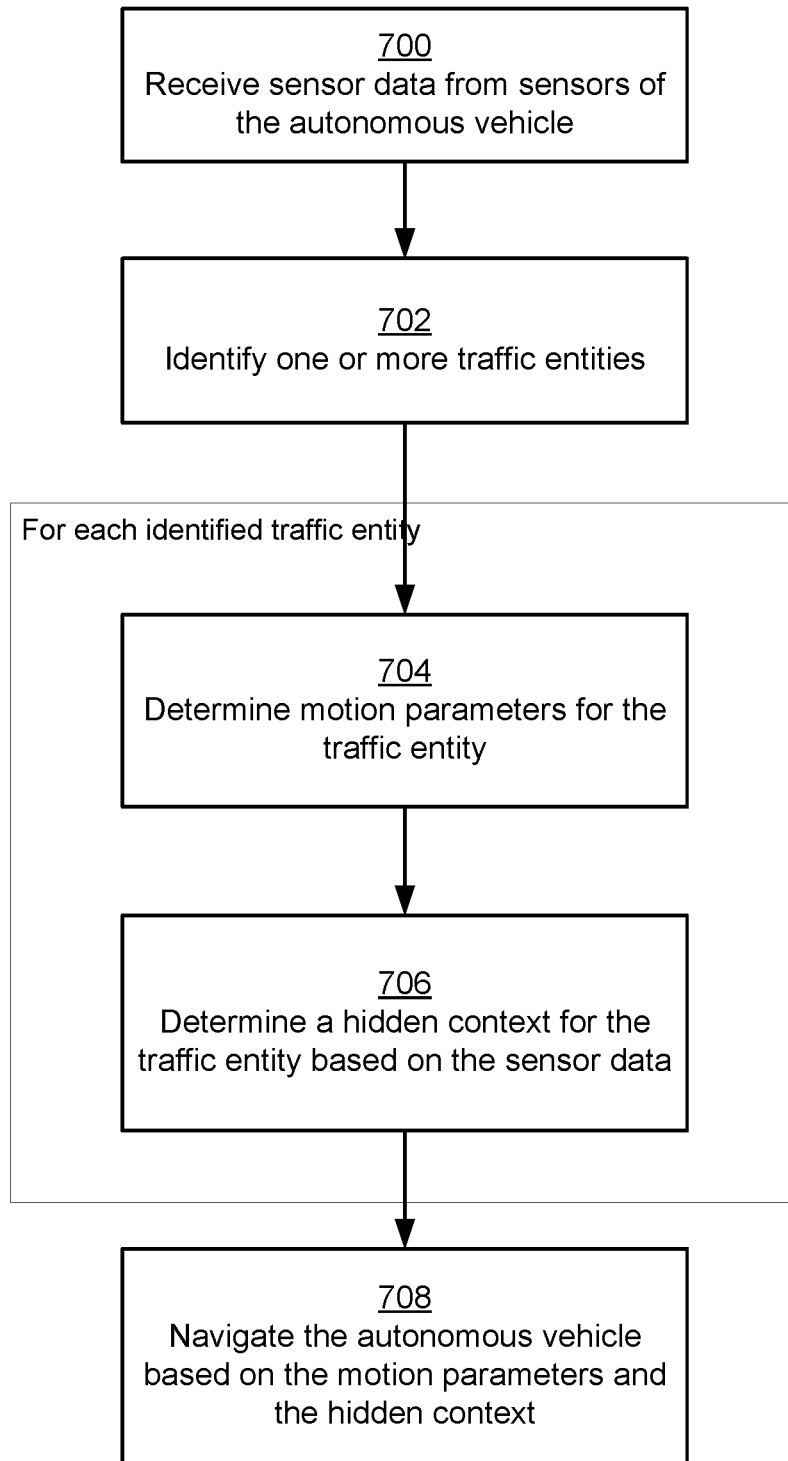 700
Receive sensor data from sensors of
the autonomous vehicle
702
Identify one or more traffic entities
For each identified traffic entity
704
Determine motion parameters for the
traffic entity
706
Determine a hidden context for the
traffic entity based on the sensor data
708
Navigate the autonomous vehicle
based on the motion parameters and
the hidden context